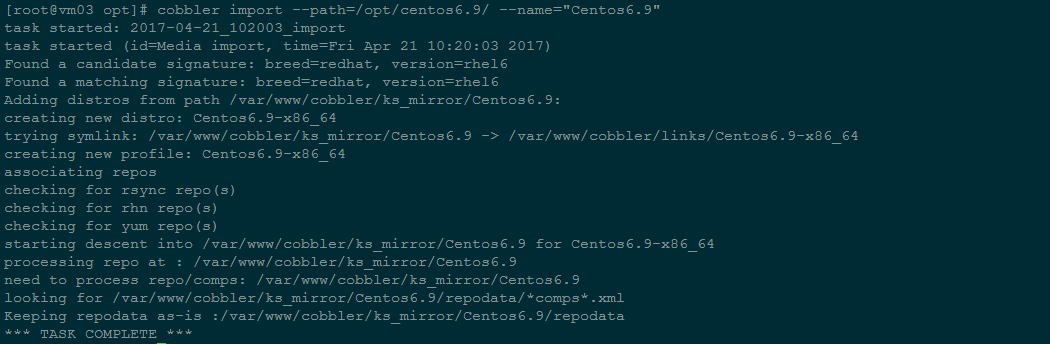 [root@vm03 opt]# cobbler import --path=/opt/centos6.9/ --name="Centos6.9"
task started: 2017-04-21_102003_import
task started (id=Media import, time=Fri Apr 21 10:20:03 2017)
Found a candidate signature: breed=redhat, version=rhel6
Found a matching signature: breed=redhat, version=rhel6
Adding distros from path /var/www/cobbler/ks_mirror/Centos6.9:
creating new distro: Centos6.9-x86_64
trying symlink: /var/www/cobbler/ks_mirror/Centos6.9 -> /var/www/cobbler/links/Centos6.9-x86_64
creating new profile: Centos6.9-x86_64
associating repos
checking for rsync repo(s)
checking for rhn repo(s)
checking for yum repo(s)
starting descent into /var/www/cobbler/ks_mirror/Centos6.9 for Centos6.9-x86_64
processing repo at : /var/www/cobbler/ks_mirror/Centos6.9
need to process repo/comps: /var/www/cobbler/ks_mirror/Centos6.9
looking for /var/www/cobbler/ks_mirror/Centos6.9/repodata/*comps*.xml
Keeping repodata as-is :/var/www/cobbler/ks_mirror/Centos6.9/repodata
*** TASK COMPLETE ***